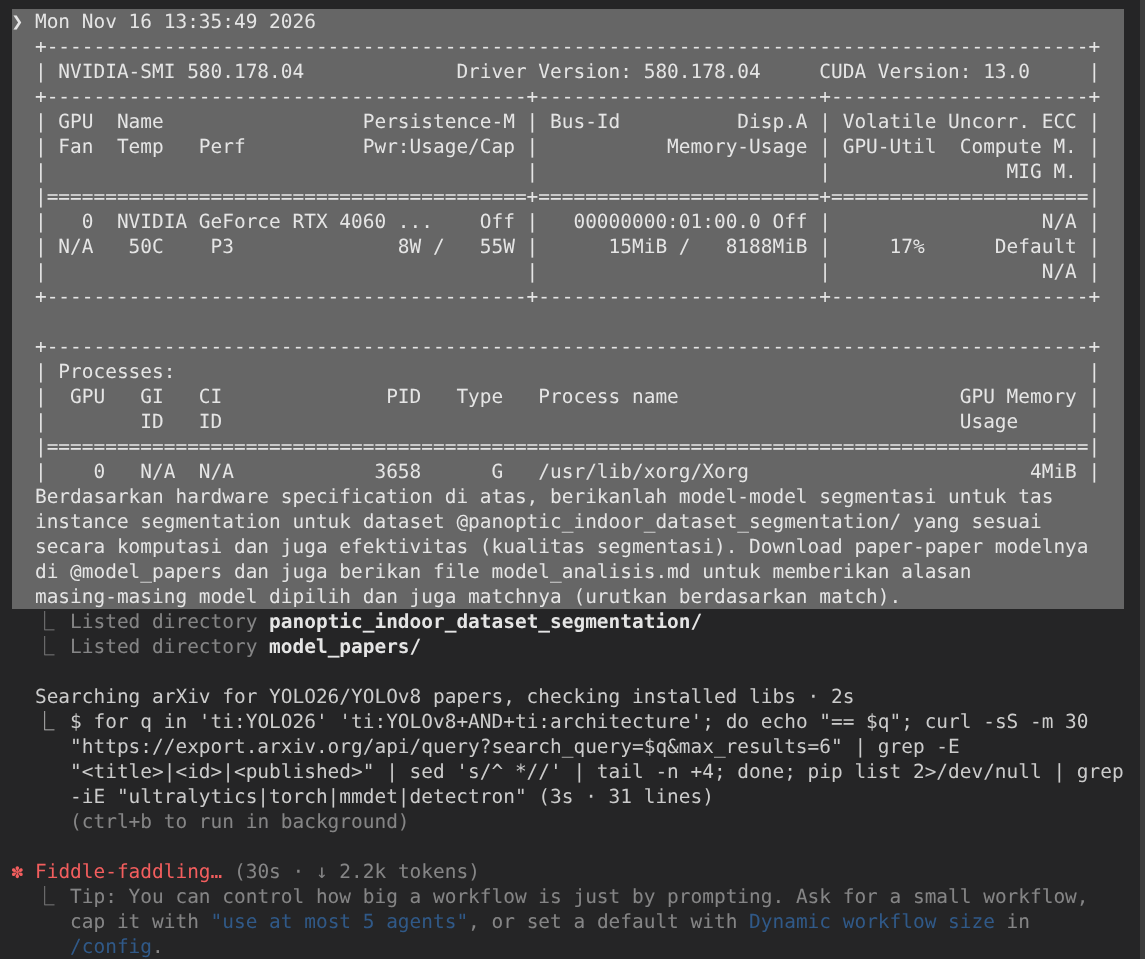 ❯ Mon Nov 16 13:35:49 2026
+-----------------------------------------------------------------------------------------+
| NVIDIA-SMI 580.178.04             Driver Version: 580.178.04     CUDA Version: 13.0     |
+-----------------------------------------+------------------------+----------------------+
| GPU  Name                 Persistence-M | Bus-Id          Disp.A | Volatile Uncorr. ECC |
| Fan  Temp   Perf          Pwr:Usage/Cap |           Memory-Usage | GPU-Util  Compute M. |
|                                         |                        |               MIG M. |
|=========================================+========================+======================|
|   0  NVIDIA GeForce RTX 4060 ...    Off |   00000000:01:00.0 Off |                  N/A |
| N/A   50C    P3              8W /   55W |      15MiB /   8188MiB |     17%      Default |
|                                         |                        |                  N/A |
+-----------------------------------------+------------------------+----------------------+
+-----------------------------------------------------------------------------------------+
| Processes:                                                                              |
|  GPU   GI   CI              PID   Type   Process name                        GPU Memory |
|        ID   ID                                                               Usage      |
|=========================================================================================|
|    0   N/A  N/A            3658      G   /usr/lib/xorg/Xorg                        4MiB |
Berdasarkan hardware specification di atas, berikanlah model-model segmentasi untuk tas
instance segmentation untuk dataset @panoptic_indoor_dataset_segmentation/ yang sesuai
secara komputasi dan juga efektivitas (kualitas segmentasi). Download paper-paper modelnya
di @model_papers dan juga berikan file model_analisis.md untuk memberikan alasan
masing-masing model dipilih dan juga matchnya (urutkan berdasarkan match).
⎿ Listed directory panoptic_indoor_dataset_segmentation/
⎿ Listed directory model_papers/
Searching arXiv for YOLO26/YOLOv8 papers, checking installed libs · 2s
⎿ $ for q in 'ti:YOLO26' 'ti:YOLOv8+AND+ti:architecture'; do echo "== $q"; curl -sS -m 30
"https://export.arxiv.org/api/query?search_query=$q&max_results=6" | grep -E
"<title>|<id>|<published>" | sed 's/^ *//' | tail -n +4; done; pip list 2>/dev/null | grep
-iE "ultralytics|torch|mmdet|detectron" (3s · 31 lines)
(ctrl+b to run in background)
✽ Fiddle-faddling… (30s · ↓ 2.2k tokens)
⎿ Tip: You can control how big a workflow is just by prompting. Ask for a small workflow,
cap it with "use at most 5 agents", or set a default with Dynamic workflow size in
/config.